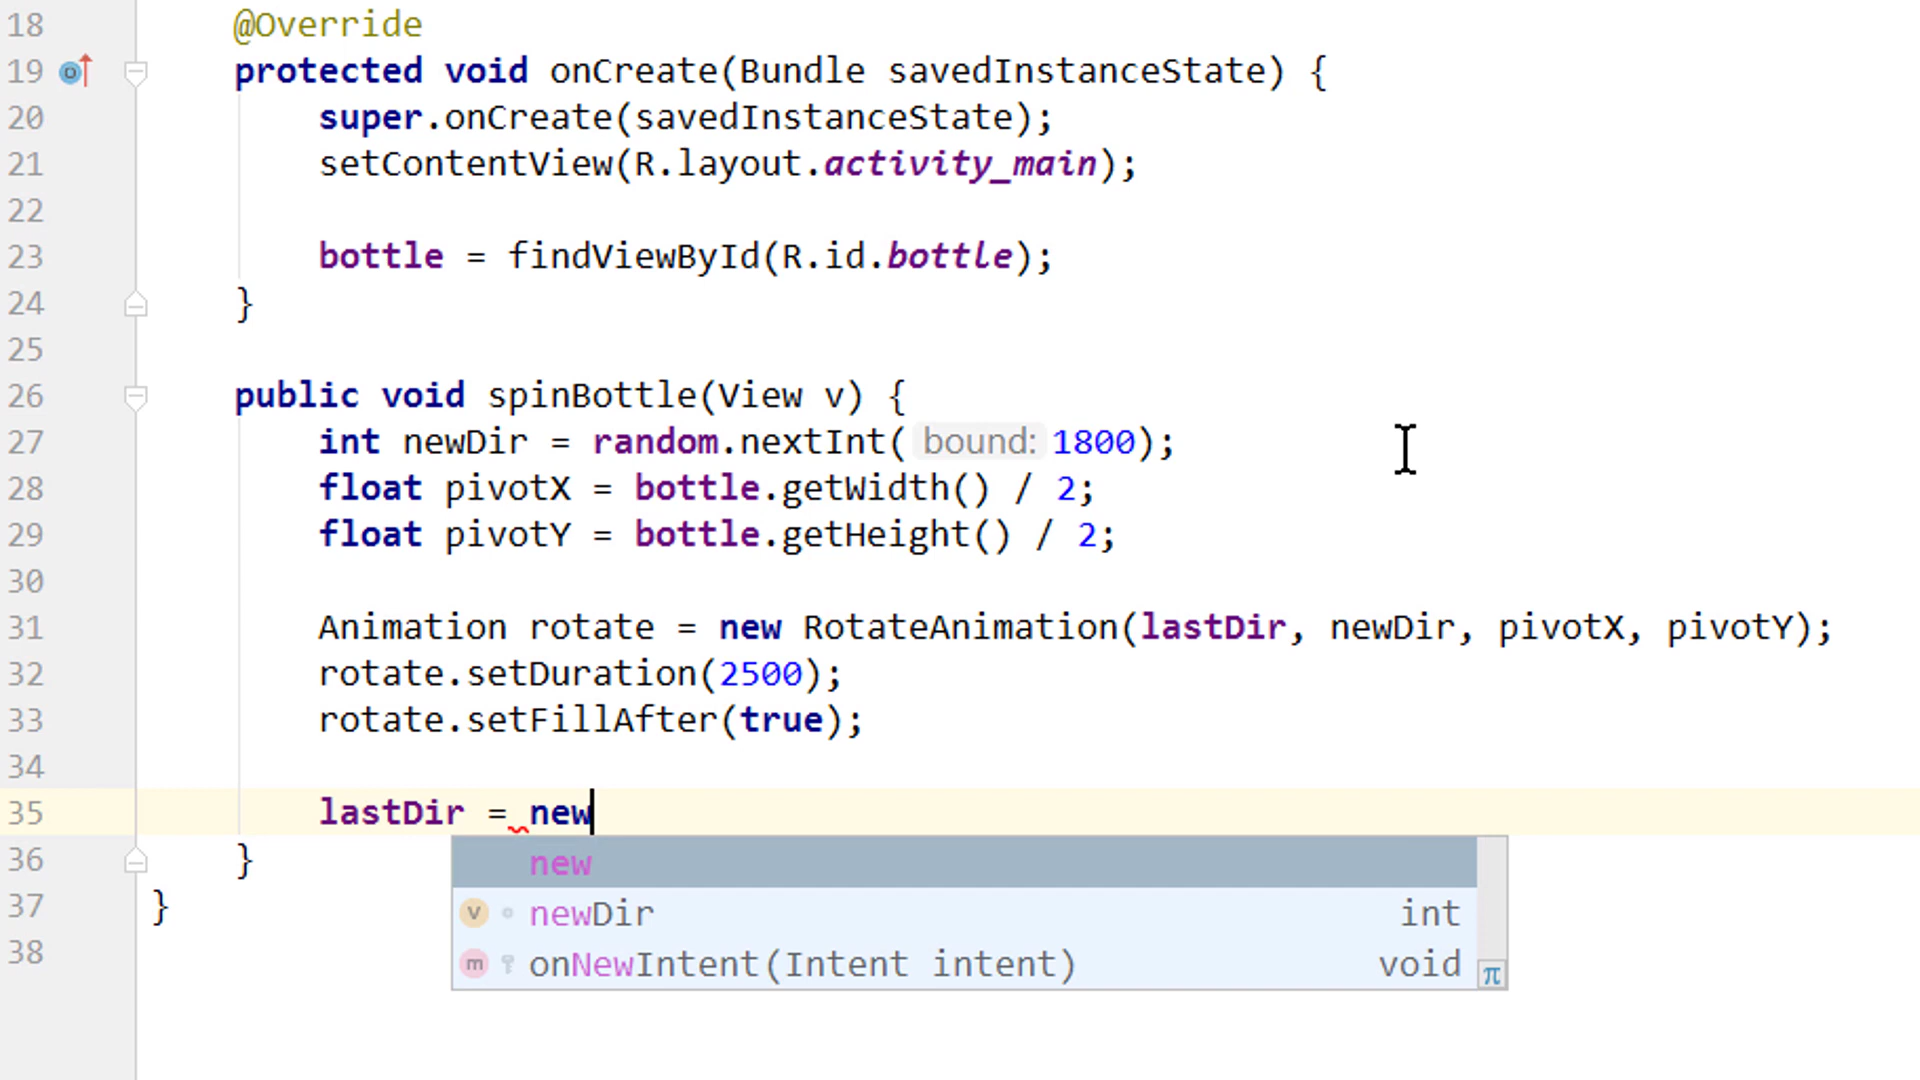 18 @Override
19 protected void onCreate(Bundle savedInstanceState) {
20 super.onCreate(savedInstanceState);
21 setContentView(R.layout.activity_main);
22
23 bottle = findViewById(R.id.bottle);
24 }
25
26 public void spinBottle(View v) {
27 int newDir = random.nextInt( bound: 1800);
28 float pivotX = bottle.getWidth() / 2;
29 float pivotY = bottle.getHeight() / 2;
30
31 Animation rotate = new RotateAnimation(lastDir, newDir, pivotX, pivotY);
32 rotate.setDuration(2500);
33 rotate.setFillAfter(true);
34
35 lastDir = new
new
v newDir int
m onNewIntent(Intent intent) void
π
36 }
37 }
38